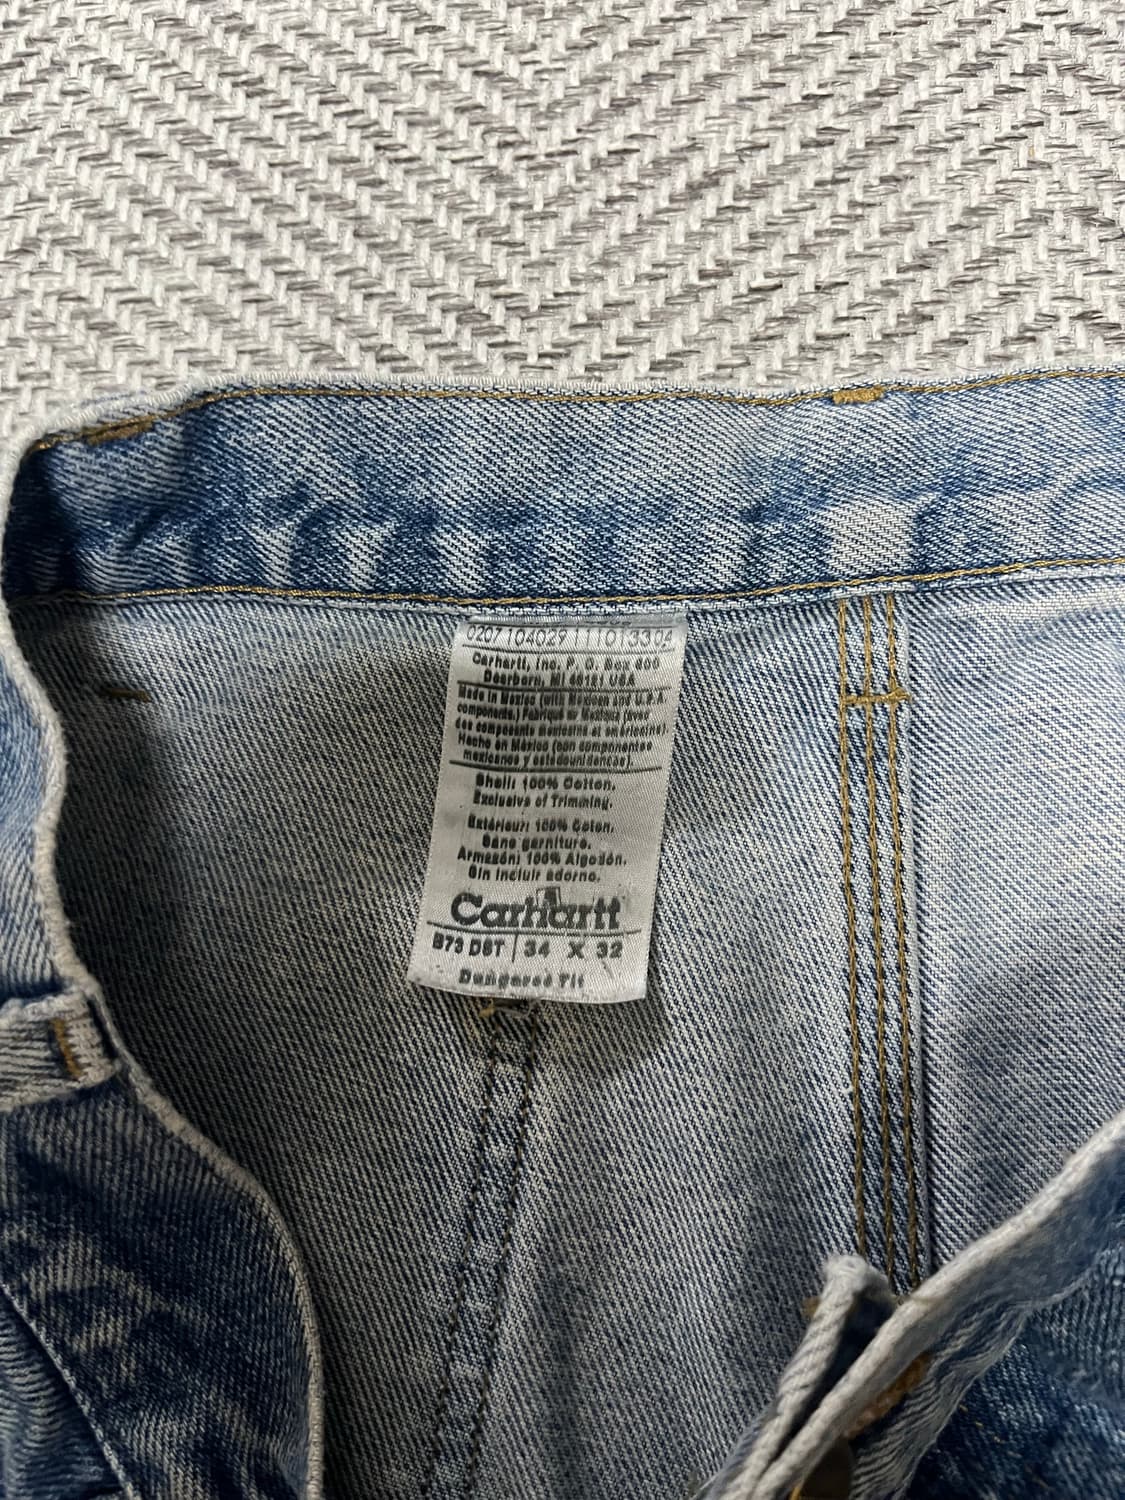 0207 104029 1110133 04
Carhartt, Inc. P. O. Box 600
Dearborn, MI 48121 USA
Made in Mexico (with Mexican and U.S.A.
components.) Fabriqué au Mexique (avec
des composants mexicains et américains).
Hecho en México (con componentes
mexicanos y estadounidenses).
Shell: 100% Cotton.
Exclusive of Trimming.
Extérieur: 100% Coton.
Sans garniture.
Armazón: 100% Algodón.
Sin incluir adorno.
Carhartt
B73 DST 34 X 32
Dungaree Fit